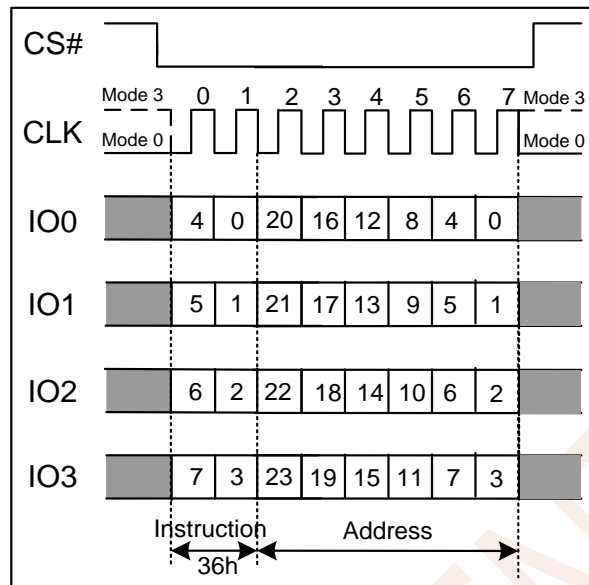 CS#
Mode 3 0 1 2 3 4 5 6 7 Mode 3
CLK
Mode 0 Mode 0
IO0 4 0 20 16 12 8 4 0
IO1 5 1 21 17 13 9 5 1
IO2 6 2 22 18 14 10 6 2
IO3 7 3 23 19 15 11 7 3
Instruction Address
36h